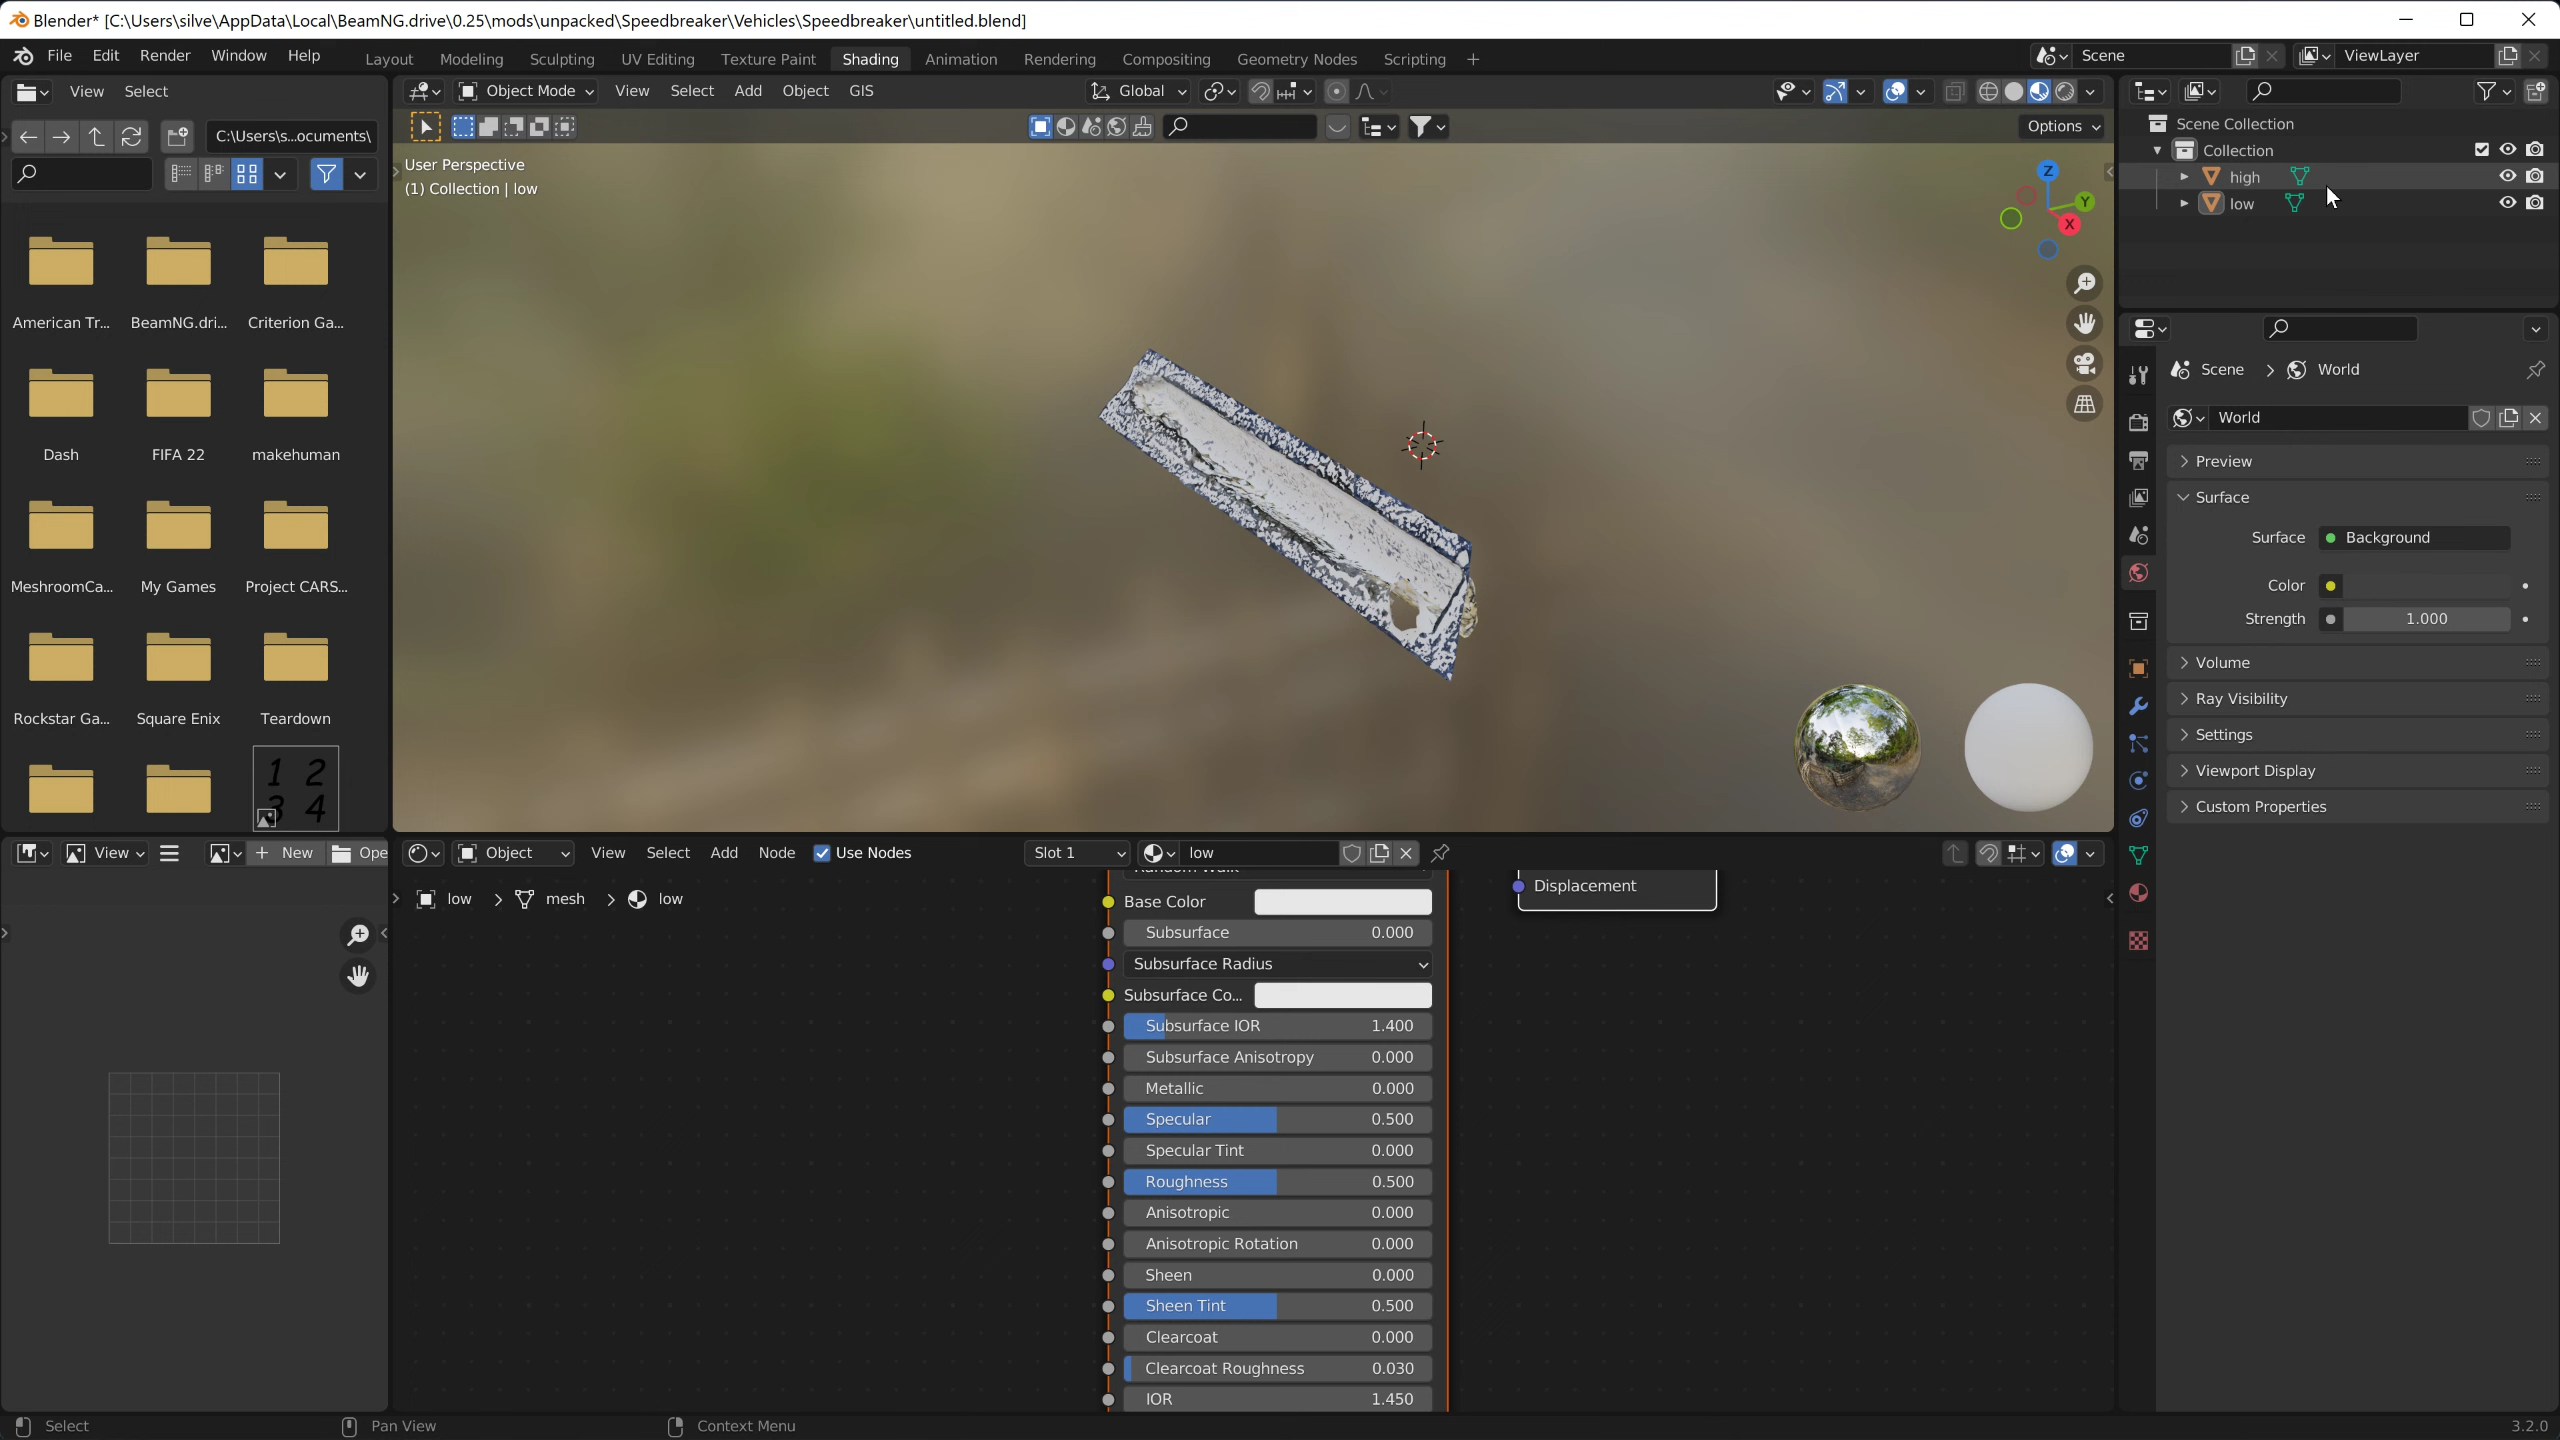 Blender* [C:\Users\silve\AppData\Local\BeamNG.drive\0.25\mods\unpacked\Speedbreaker\Vehicles\Speedbreaker\untitled.blend]
File Edit Render Window Help Layout Modeling Sculpting UV Editing Texture Paint Shading Animation Rendering Compositing Geometry Nodes Scripting + Scene ViewLayer
View Select Object Mode View Select Add Object GIS Global
C:\Users\s...ocuments\ Options
Scene Collection
Collection
high
low
User Perspective
(1) Collection | low
Z
Y
X
American Tr... BeamNG.dri... Criterion Ga...
Dash FIFA 22 makehuman
MeshroomCa... My Games Project CARS...
Rockstar Ga... Square Enix Teardown
1 2
3 4
Scene > World
World
Preview
Surface
Surface Background
Color
Strength 1.000
Volume
Ray Visibility
Settings
Viewport Display
Custom Properties
View + New Ope Object View Select Add Node Use Nodes Slot 1 low
low > mesh > low
Random Walk
Displacement
Base Color
Subsurface 0.000
Subsurface Radius
Subsurface Co...
Subsurface IOR 1.400
Subsurface Anisotropy 0.000
Metallic 0.000
Specular 0.500
Specular Tint 0.000
Roughness 0.500
Anisotropic 0.000
Anisotropic Rotation 0.000
Sheen 0.000
Sheen Tint 0.500
Clearcoat 0.000
Clearcoat Roughness 0.030
IOR 1.450
Select Pan View Context Menu 3.2.0